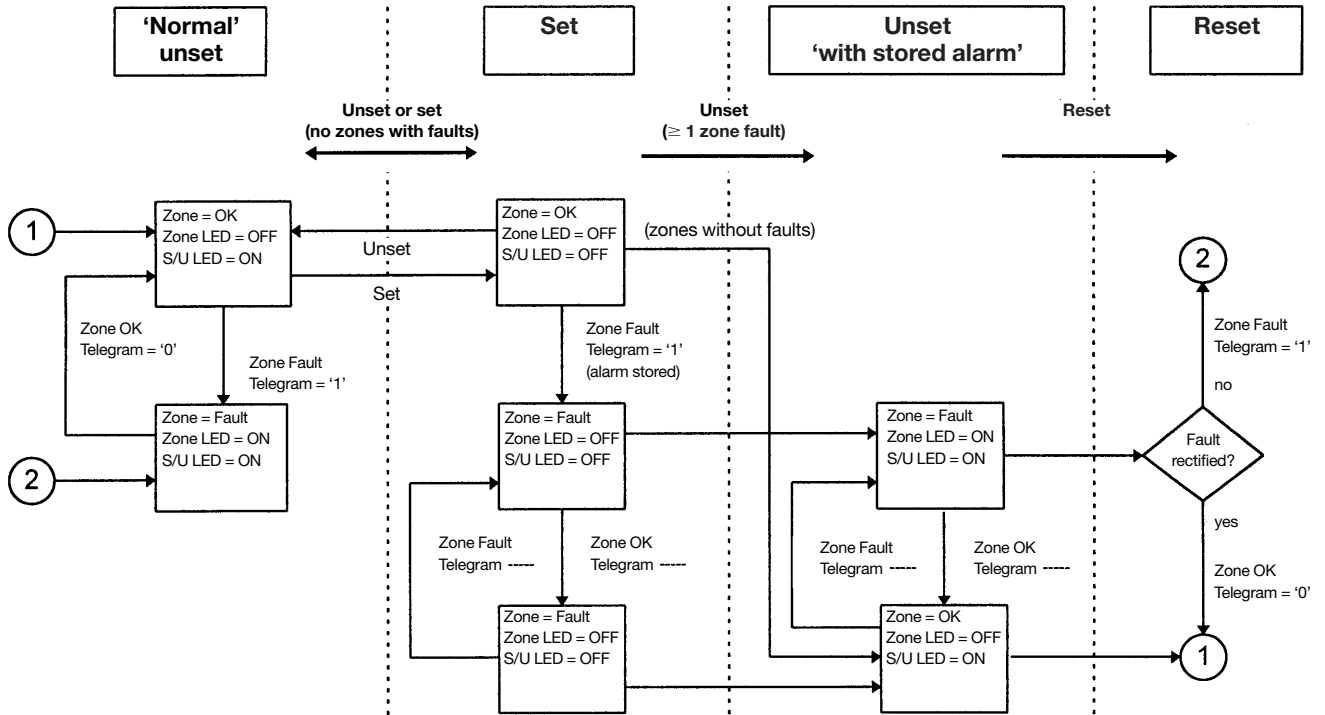 ‘Normal’
unset
Set
Unset
‘with stored alarm’
Reset
Unset or set
(no zones with faults)
Unset
(≥ 1 zone fault)
Reset
1
Zone = OK
Zone LED = OFF
S/U LED = ON
Unset
Set
Zone = OK
Zone LED = OFF
S/U LED = OFF
(zones without faults)
2
Zone OK
Telegram = ‘0’
Zone Fault
Telegram = ‘1’
Zone Fault
Telegram = ‘1’
(alarm stored)
Zone Fault
Telegram = ‘1’
no
2
Zone = Fault
Zone LED = ON
S/U LED = ON
Zone = Fault
Zone LED = OFF
S/U LED = OFF
Zone = Fault
Zone LED = ON
S/U LED = ON
Fault
rectified?
yes
Zone Fault
Telegram -----
Zone OK
Telegram -----
Zone Fault
Telegram -----
Zone OK
Telegram -----
Zone OK
Telegram = ‘0’
Zone = Fault
Zone LED = OFF
S/U LED = OFF
Zone = OK
Zone LED = OFF
S/U LED = ON
1